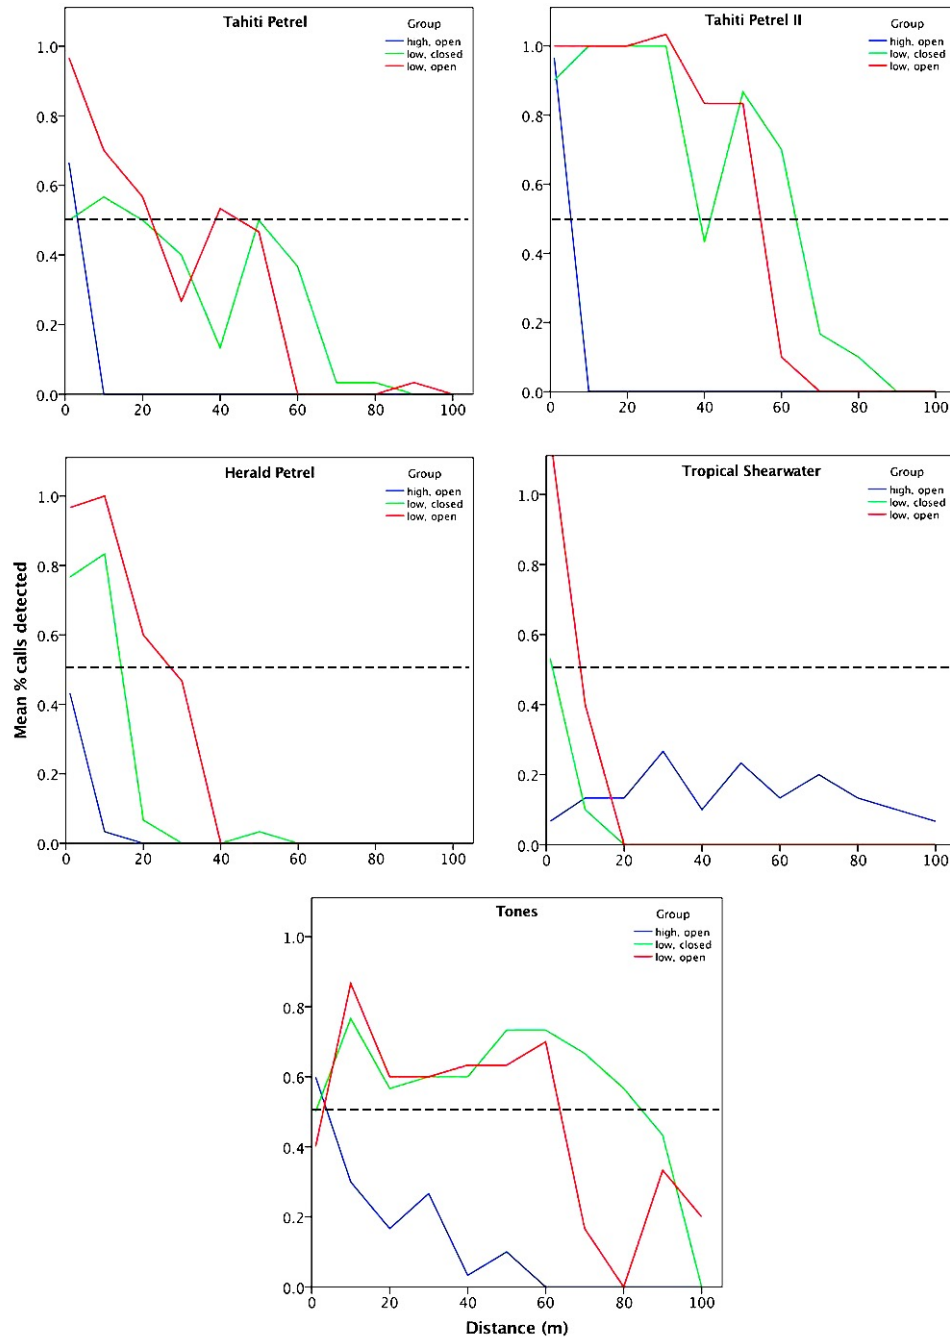 Tahiti Petrel
Group
high, open
low, closed
low, open
1.0
0.8
0.6
0.4
0.2
0.0
0 20 40 60 80 100
Tahiti Petrel II
Group
high, open
low, closed
low, open
1.0
0.8
0.6
0.4
0.2
0.0
0 20 40 60 80 100
Herald Petrel
Group
high, open
low, closed
low, open
1.0
0.8
0.6
0.4
0.2
0.0
0 20 40 60 80 100
Mean % calls detected
Tropical Shearwater
Group
high, open
low, closed
low, open
1.0
0.8
0.6
0.4
0.2
0.0
0 20 40 60 80 100
Tones
Group
high, open
low, closed
low, open
1.0
0.8
0.6
0.4
0.2
0.0
0 20 40 60 80 100
Distance (m)